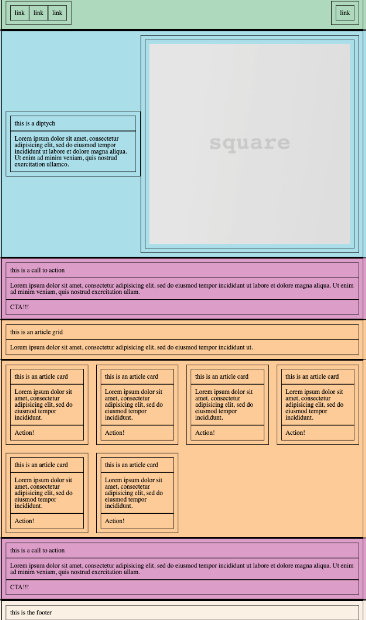 link link link link
this is a diptych
Lorem ipsum dolor sit amet, consectetur
adipisicing elit, sed do eiusmod tempor
incididunt ut labore et dolore magna aliqua.
Ut enim ad minim veniam, quis nostrud
exercitation ullamco.
square
this is a call to action
Lorem ipsum dolor sit amet, consectetur adipisicing elit, sed do eiusmod tempor incididunt ut labore et dolore magna aliqua. Ut enim
ad minim veniam, quis nostrud exercitation ullam.
CTA!!!
this is an article grid
Lorem ipsum dolor sit amet, consectetur adipisicing elit, sed do eiusmod tempor incididunt ut.
this is an article card
Lorem ipsum dolor sit
amet, consectetur
adipisicing elit, sed do
eiusmod tempor
incididunt.
Action!
this is an article card
Lorem ipsum dolor sit
amet, consectetur
adipisicing elit, sed do
eiusmod tempor
incididunt.
Action!
this is an article card
Lorem ipsum dolor sit
amet, consectetur
adipisicing elit, sed do
eiusmod tempor
incididunt.
Action!
this is an article card
Lorem ipsum dolor sit
amet, consectetur
adipisicing elit, sed do
eiusmod tempor
incididunt.
Action!
this is an article card
Lorem ipsum dolor sit
amet, consectetur
adipisicing elit, sed do
eiusmod tempor
incididunt.
Action!
this is an article card
Lorem ipsum dolor sit
amet, consectetur
adipisicing elit, sed do
eiusmod tempor
incididunt.
Action!
this is a call to action
Lorem ipsum dolor sit amet, consectetur adipisicing elit, sed do eiusmod tempor incididunt ut labore et dolore magna aliqua. Ut enim
ad minim veniam, quis nostrud exercitation ullam.
CTA!!!
this is the footer